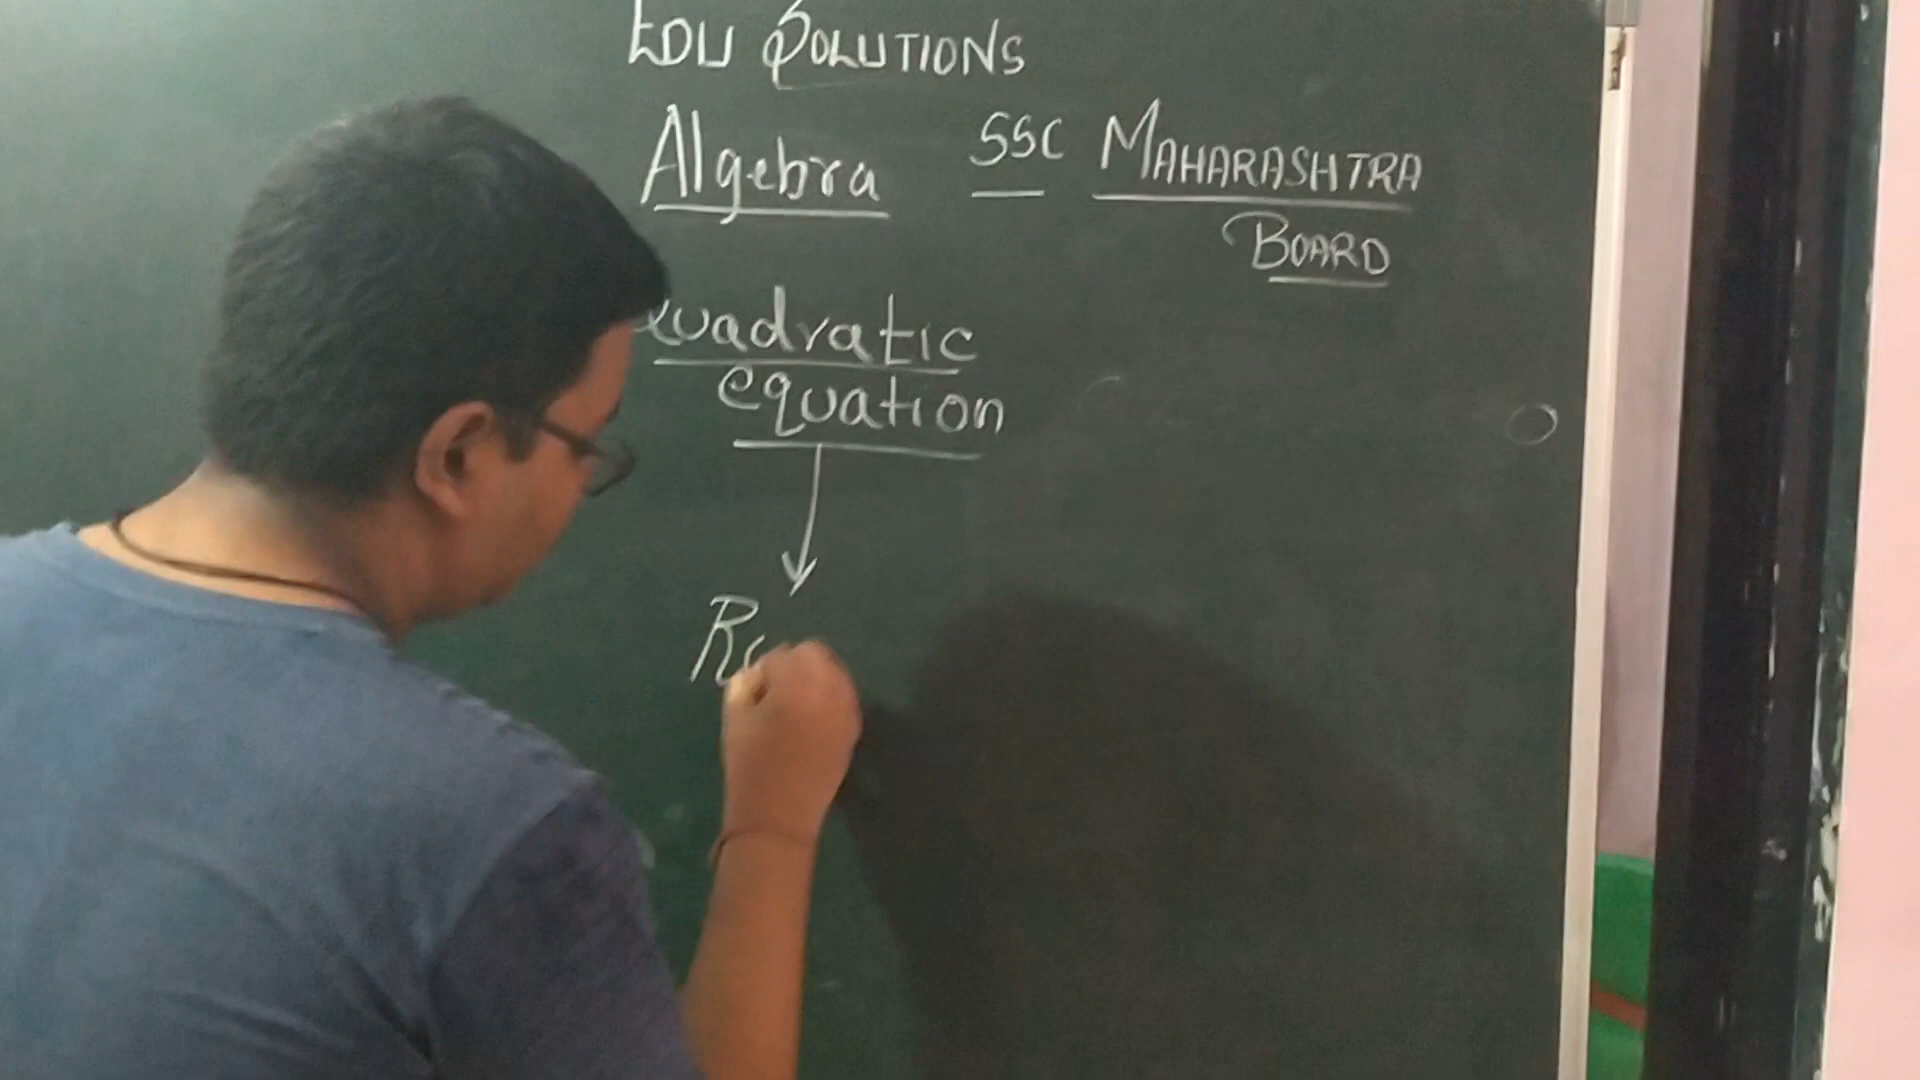 EDU SOLUTIONS
Algebra SSC MAHARASHTRA
BOARD
Quadratic
equation